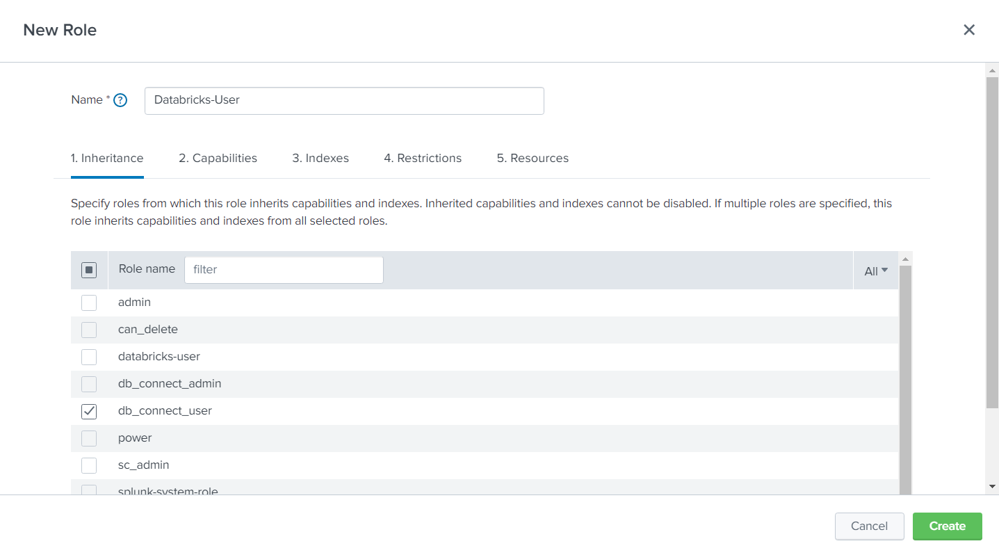 New Role
Name * ?
Databricks-User
1. Inheritance 2. Capabilities 3. Indexes 4. Restrictions 5. Resources
Specify roles from which this role inherits capabilities and indexes. Inherited capabilities and indexes cannot be disabled. If multiple roles are specified, this
role inherits capabilities and indexes from all selected roles.
Role name filter All
admin
can_delete
databricks-user
db_connect_admin
db_connect_user
power
sc_admin
splunk-system-role
Cancel Create